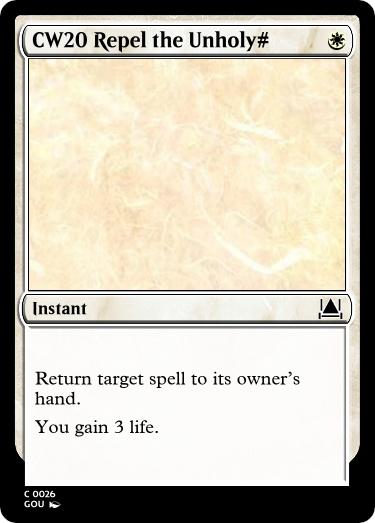 CW20 Repel the Unholy#
Instant
Return target spell to its owner's
hand.
You gain 3 life.
C 0026
GOU